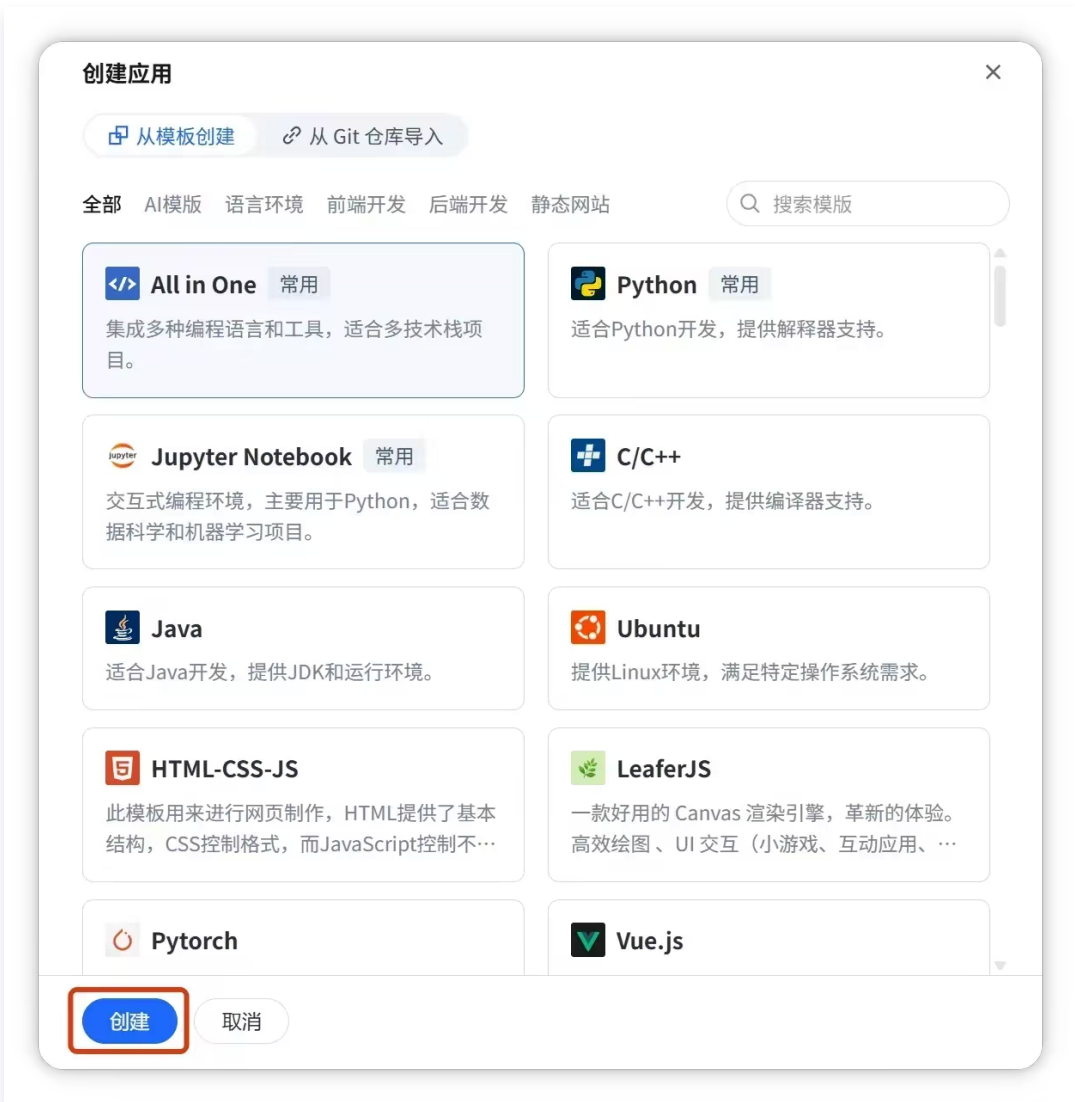 创建应用
从模板创建
从 Git 仓库导入
全部 AI模版 语言环境 前端开发 后端开发 静态网站
搜索模版
All in One 常用
集成多种编程语言和工具，适合多技术栈项
目。
Python 常用
适合Python开发，提供解释器支持。
jupyter
Jupyter Notebook 常用
交互式编程环境，主要用于Python，适合数
据科学和机器学习项目。
C/C++
适合C/C++开发，提供编译器支持。
Java
适合Java开发，提供JDK和运行环境。
Ubuntu
提供Linux环境，满足特定操作系统需求。
HTML-CSS-JS
此模板用来进行网页制作，HTML提供了基本
结构，CSS控制格式，而JavaScript控制不…
LeaferJS
一款好用的 Canvas 渲染引擎，革新的体验。
高效绘图 、UI 交互（小游戏、互动应用、…
Pytorch
Vue.js
创建
取消